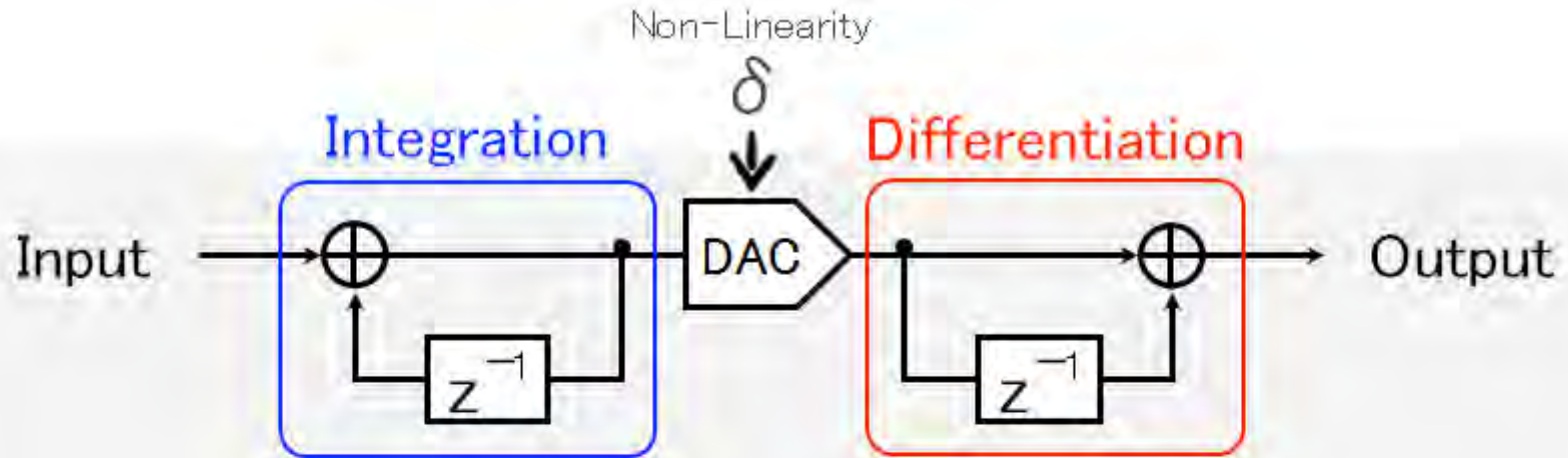 Non-Linearity
δ
Integration
Differentiation
Input
DAC
Output
z⁻¹
z⁻¹